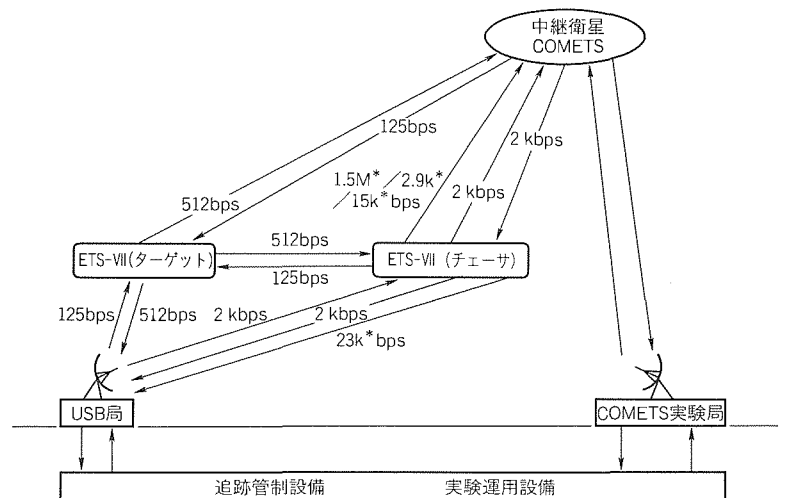 中継衛星
COMETS
125bps
2 kbps
1.5M*／2.9k*
／15k*bps
2 kbps
512bps
512bps
ETS-VII(ターゲット)
ETS-VII (チェーサ)
125bps
125bps
512bps
2 kbps
2 kbps
23k*bps
USB局
COMETS実験局
追跡管制設備
実験運用設備